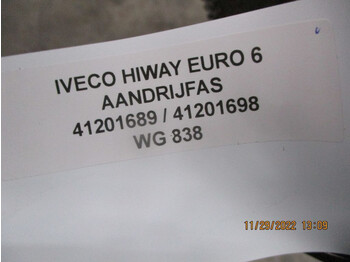 IVECO HIWAY EURO 6
AANDRIJFAS
41201689 / 41201698
WG 838
11/29/2022 13:09